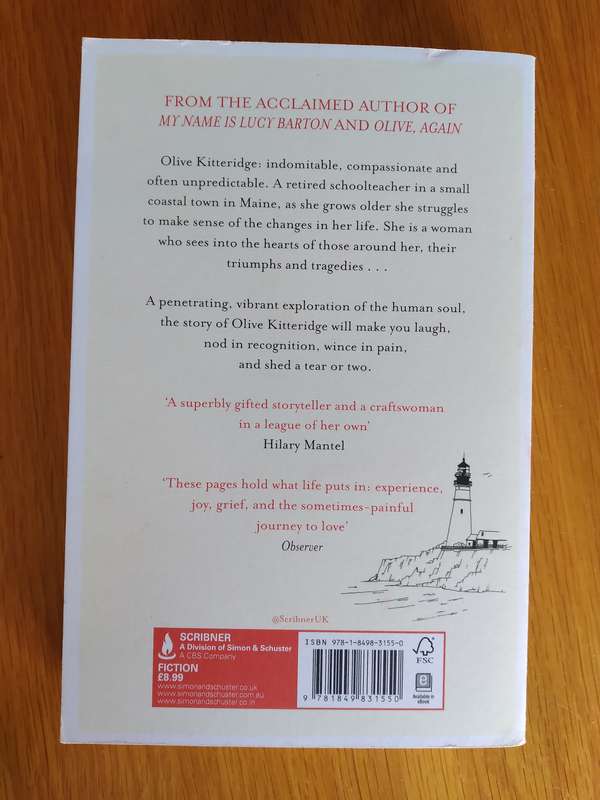 FROM THE ACCLAIMED AUTHOR OF
MY NAME IS LUCY BARTON AND OLIVE, AGAIN
Olive Kitteridge: indomitable, compassionate and
often unpredictable. A retired schoolteacher in a small
coastal town in Maine, as she grows older she struggles
to make sense of the changes in her life. She is a woman
who sees into the hearts of those around her, their
triumphs and tragedies . . .
A penetrating, vibrant exploration of the human soul,
the story of Olive Kitteridge will make you laugh,
nod in recognition, wince in pain,
and shed a tear or two.
‘A superbly gifted storyteller and a craftswoman
in a league of her own’
Hilary Mantel
‘These pages hold what life puts in: experience,
joy, grief, and the sometimes-painful
journey to love’
Observer
@ScribnerUK
SCRIBNER
A Division of Simon & Schuster
A CBS Company
FICTION
£8.99
www.simonandschuster.co.uk
www.simonandschuster.com.au
www.simonandschuster.co.in
ISBN 978-1-8498-3155-0
9 781849 831550
FSC
e
Available in
eBook